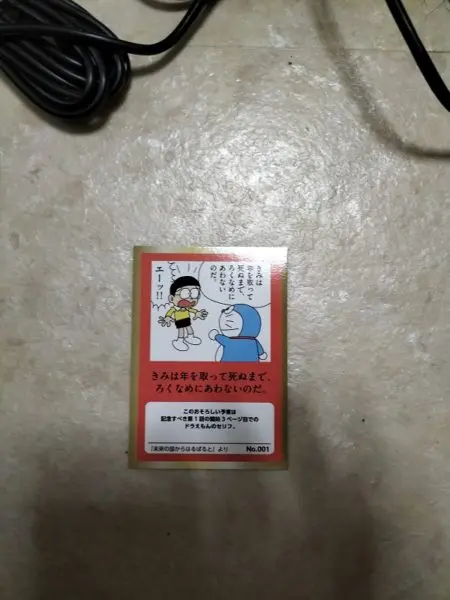 きみは
年を取って
死ぬまで、
ろくなめに
あわない
のだ。
エーッ!!
きみは年を取って死ぬまで、
ろくなめにあわないのだ。
このおそろしい予言は
記念すべき第1話の開始3ページ目での
ドラえもんのセリフ。
「未来の国からはるばると」より
No.001